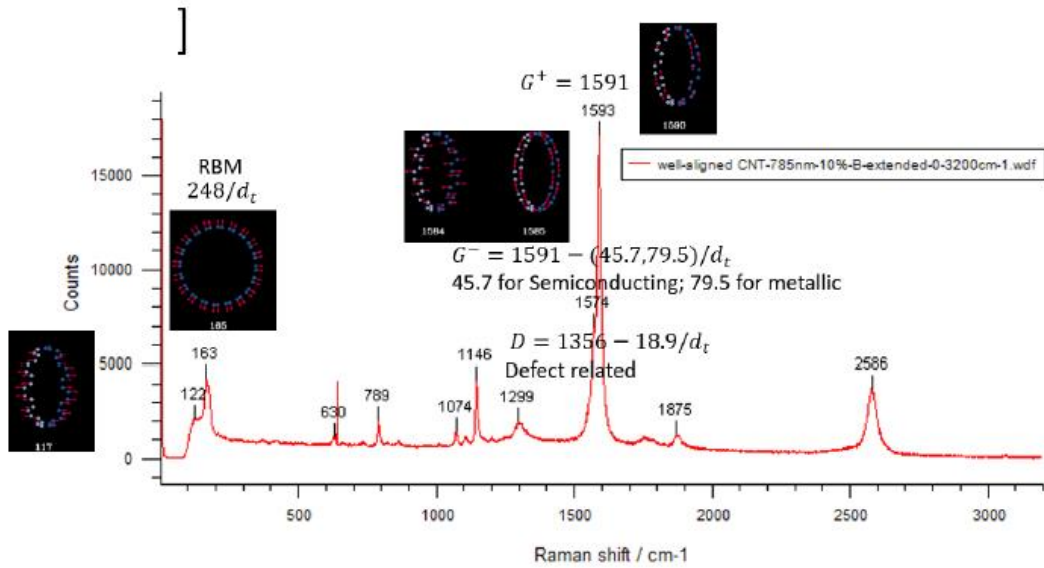 ]
G⁺ = 1591
1593
1590
RBM
248/dₜ
1584 1585
well-aligned CNT-785nm-10%-B-extended-0-3200cm-1.wdf
G⁻ = 1591 − (45.7,79.5)/dₜ
45.7 for Semiconducting; 79.5 for metallic
1574
185
D = 1356 − 18.9/dₜ
Defect related
117
122
163
630
789
1074
1146
1299
1875
2586
15000
10000
5000
0
Counts
500 1000 1500 2000 2500 3000
Raman shift / cm-1